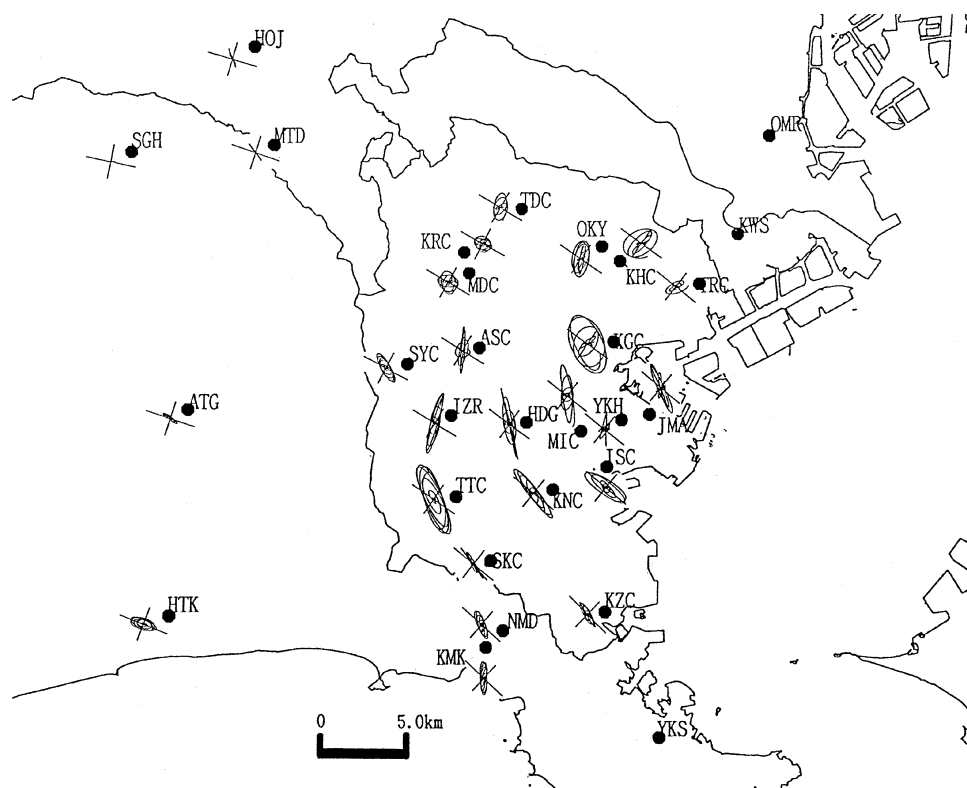 HOJ
OMR
SGH
MTD
TDC
KWS
OKY
KRC
KHC
MDC
TRC
ASC
KGC
SYC
ATG
IZR
HDG
YKH
JMA
MIC
ISC
TTC
KNC
SKC
HTK
KZC
NMD
KMK
0 5.0km
YKS